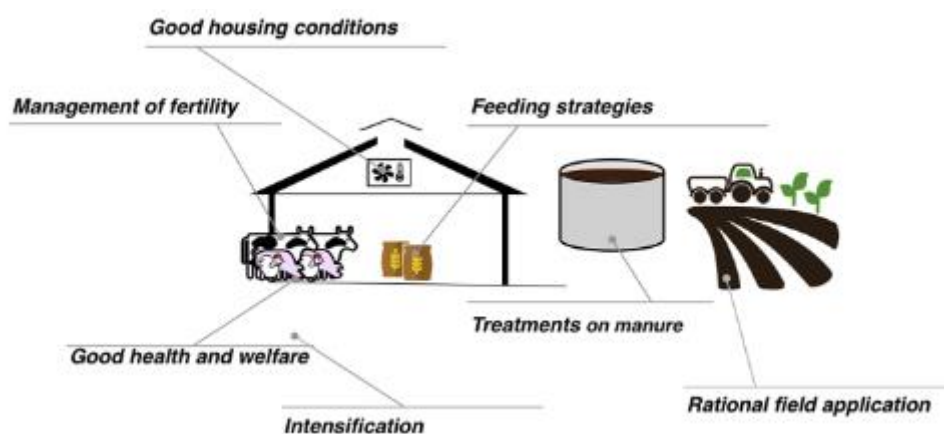 Good housing conditions
Management of fertility
Feeding strategies
Treatments on manure
Good health and welfare
Rational field application
Intensification